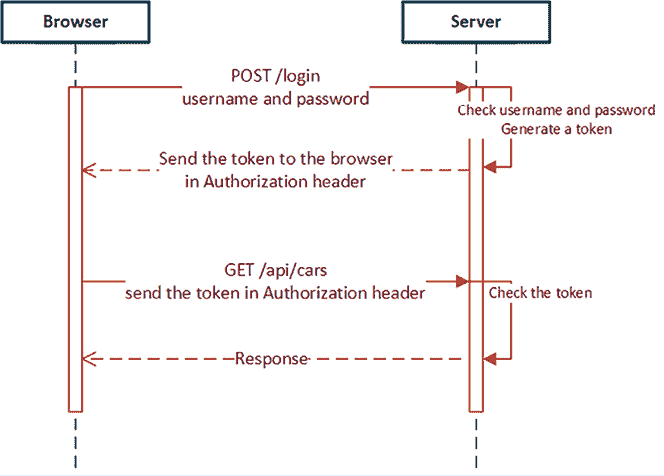 Browser
Server
POST /login
username and password
Check username and password
Generate a token
Send the token to the browser
in Authorization header
GET /api/cars
send the token in Authorization header
Check the token
Response